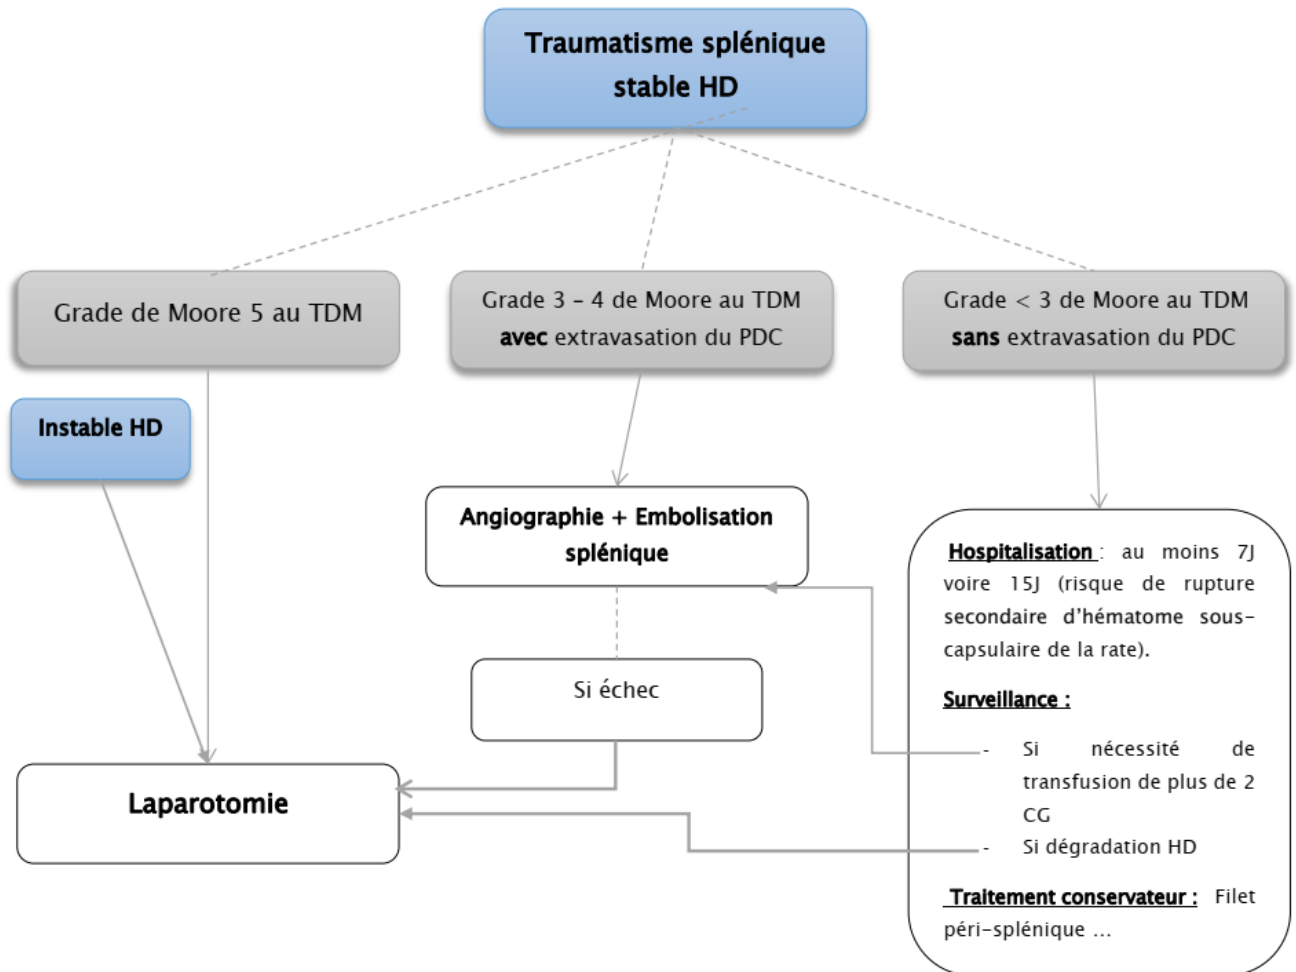 Traumatisme splénique
stable HD
Grade de Moore 5 au TDM
Grade 3 – 4 de Moore au TDM
avec extravasation du PDC
Grade < 3 de Moore au TDM
sans extravasation du PDC
Instable HD
Angiographie + Embolisation
splénique
Si échec
Laparotomie
Hospitalisation : au moins 7J
voire 15J (risque de rupture
secondaire d'hématome sous-
capsulaire de la rate).
Surveillance :
- Si nécessité de
transfusion de plus de 2
CG
- Si dégradation HD
Traitement conservateur : Filet
péri-splénique ...